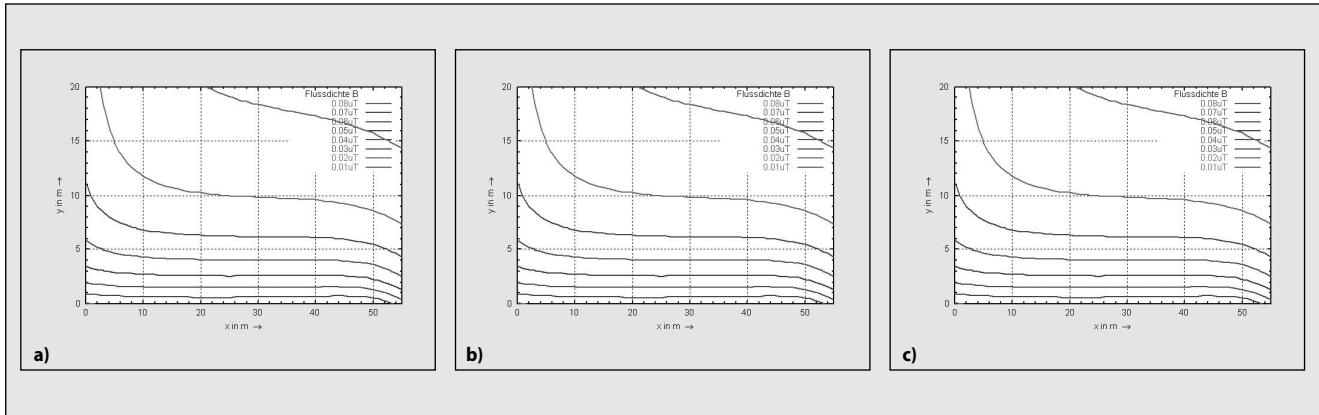 20
15
10
5
0
y in m →
Flussdichte B
0.08uT
0.07uT
0.06uT
0.05uT
0.04uT
0.03uT
0.02uT
0.01uT
0 10 20 30 40 50
x in m →
a)
20
15
10
5
0
y in m →
Flussdichte B
0.08uT
0.07uT
0.06uT
0.05uT
0.04uT
0.03uT
0.02uT
0.01uT
0 10 20 30 40 50
x in m →
b)
20
15
10
5
0
y in m →
Flussdichte B
0.08uT
0.07uT
0.06uT
0.05uT
0.04uT
0.03uT
0.02uT
0.01uT
0 10 20 30 40 50
x in m →
c)